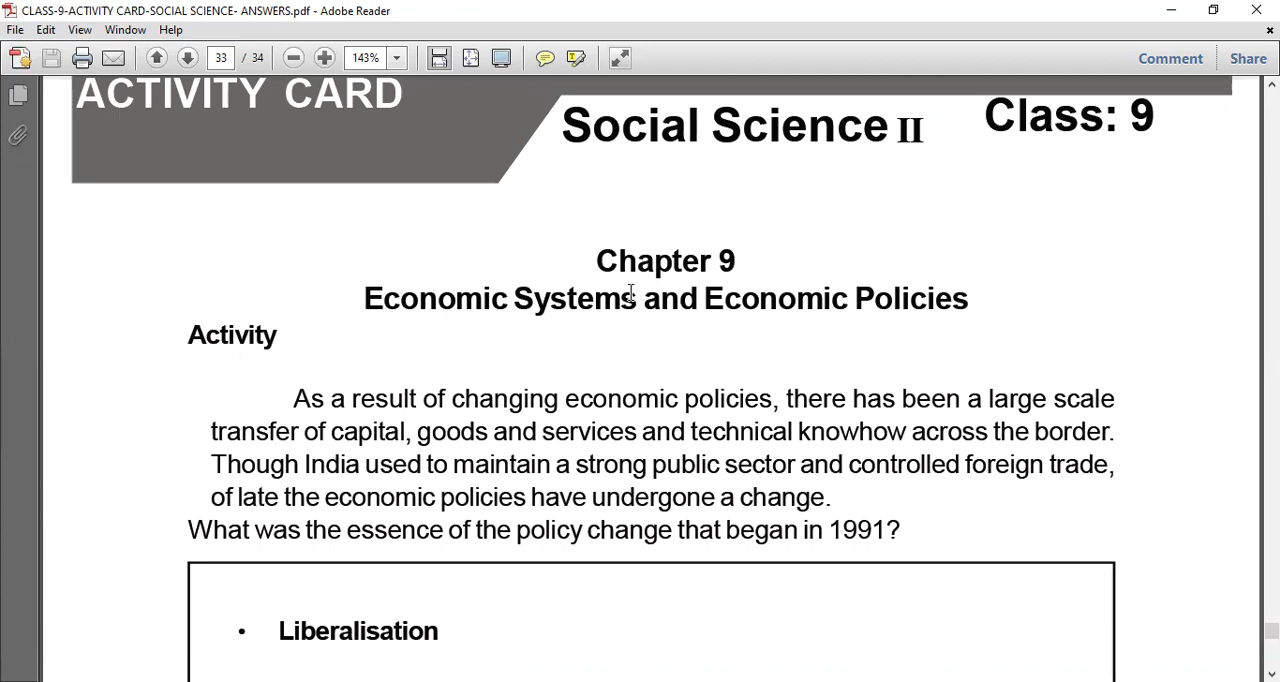 CLASS-9-ACTIVITY CARD-SOCIAL SCIENCE- ANSWERS.pdf - Adobe Reader
File Edit View Window Help
33 / 34 143% Comment Share
ACTIVITY CARD
Social Science II
Class: 9
Chapter 9
Economic Systems and Economic Policies
Activity
As a result of changing economic policies, there has been a large scale
transfer of capital, goods and services and technical knowhow across the border.
Though India used to maintain a strong public sector and controlled foreign trade,
of late the economic policies have undergone a change.
What was the essence of the policy change that began in 1991?
• Liberalisation